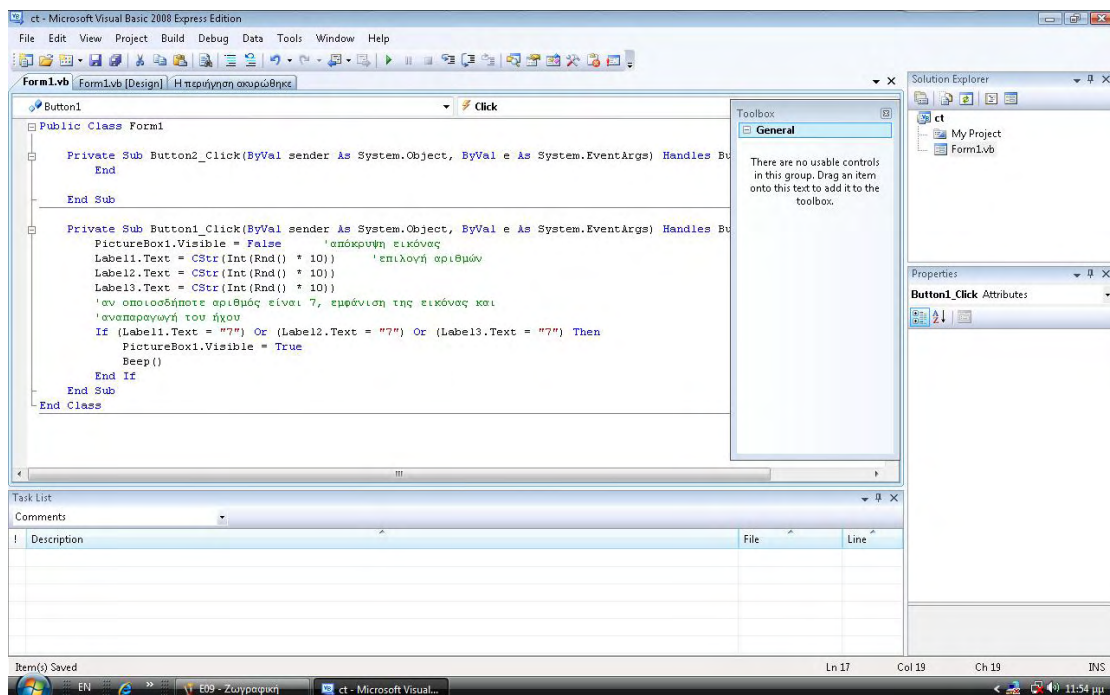 ct - Microsoft Visual Basic 2008 Express Edition
File Edit View Project Build Debug Data Tools Window Help
Form1.vb Form1.vb [Design] Η περιήγηση ακυρώθηκε
Button1 Click
Public Class Form1
Private Sub Button2_Click(ByVal sender As System.Object, ByVal e As System.EventArgs) Handles Bu
End
End Sub
Private Sub Button1_Click(ByVal sender As System.Object, ByVal e As System.EventArgs) Handles Bu
PictureBox1.Visible = False 'απόκρυψη εικόνας
Label1.Text = CStr(Int(Rnd() * 10)) 'επιλογή αριθμών
Label2.Text = CStr(Int(Rnd() * 10))
Label3.Text = CStr(Int(Rnd() * 10))
'αν οποιοσδήποτε αριθμός είναι 7, εμφάνιση της εικόνας και
'αναπαραγωγή του ήχου
If (Label1.Text = "7") Or (Label2.Text = "7") Or (Label3.Text = "7") Then
PictureBox1.Visible = True
Beep()
End If
End Sub
End Class
Toolbox
General
There are no usable controls
in this group. Drag an item
onto this text to add it to the
toolbox.
Solution Explorer
ct
My Project
Form1.vb
Properties
Button1_Click Attributes
Task List
Comments
! Description File Line
Item(s) Saved Ln 17 Col 19 Ch 19 INS
EN E09 - Ζωγραφική ct - Microsoft Visual... 11:54 μμ